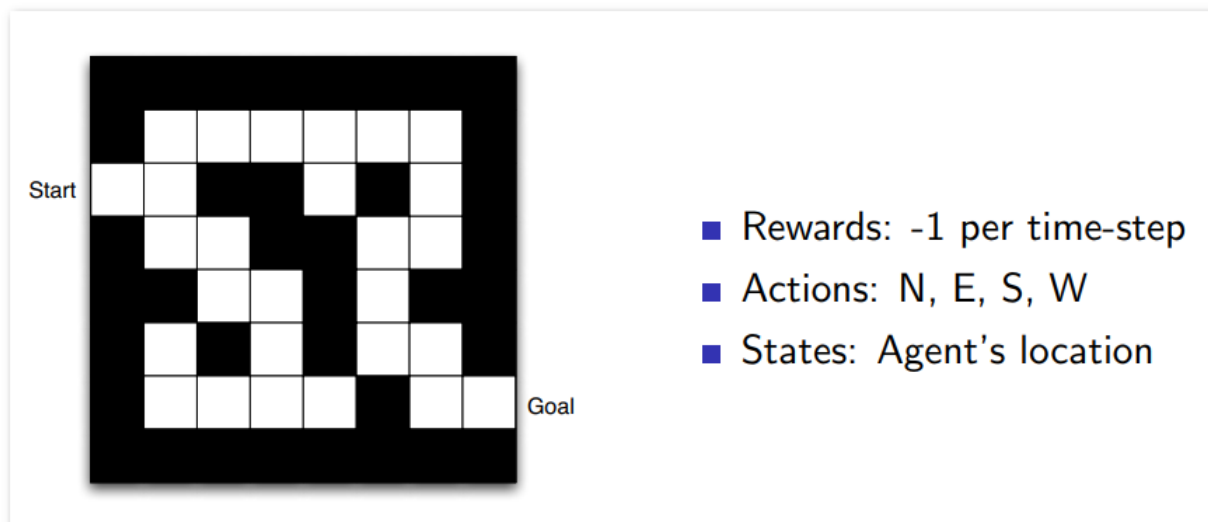 Start
Goal
Rewards: -1 per time-step
Actions: N, E, S, W
States: Agent's location